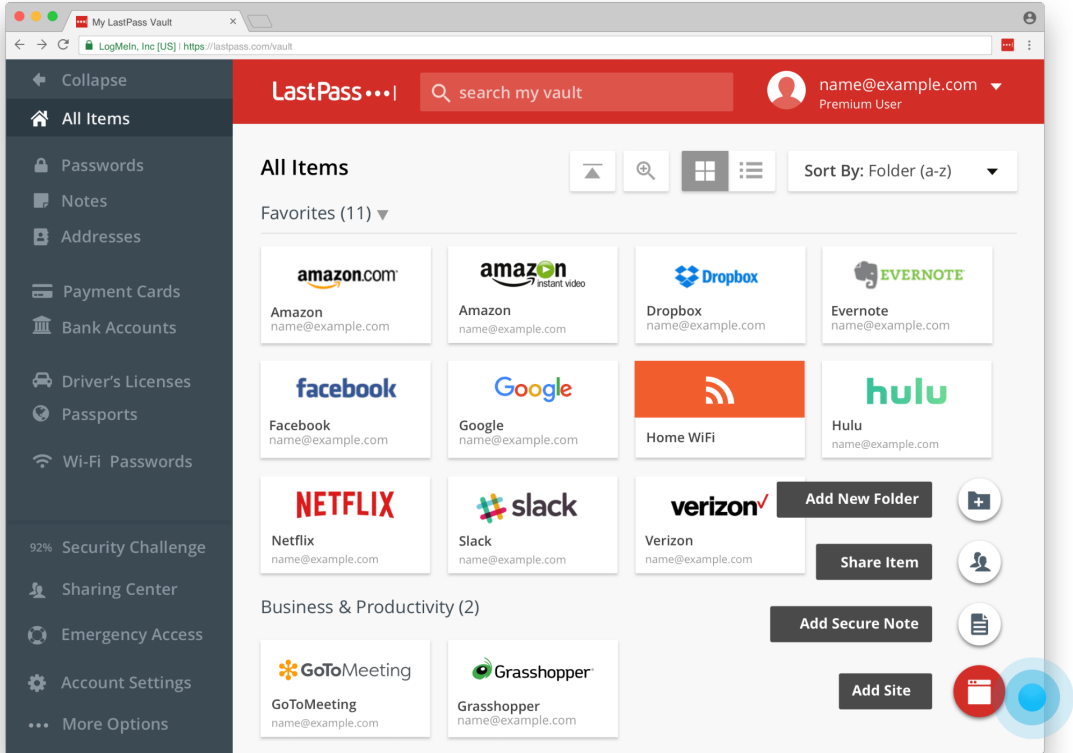 My LastPass Vault
LogMeIn, Inc [US] | https://lastpass.com/vault
Collapse
All Items
Passwords
Notes
Addresses
Payment Cards
Bank Accounts
Driver's Licenses
Passports
Wi-Fi Passwords
92% Security Challenge
Sharing Center
Emergency Access
Account Settings
More Options
LastPass
search my vault
name@example.com
Premium User
All Items
Sort By: Folder (a-z)
Favorites (11)
amazon.com
Amazon
name@example.com
amazon
instant video
Amazon
name@example.com
Dropbox
Dropbox
name@example.com
EVERNOTE
Evernote
name@example.com
facebook
Facebook
name@example.com
Google
Google
name@example.com
Home WiFi
hulu
Hulu
name@example.com
NETFLIX
Netflix
name@example.com
slack
Slack
name@example.com
verizon
Verizon
name@example.com
Add New Folder
Share Item
Add Secure Note
Add Site
Business & Productivity (2)
GoToMeeting
GoToMeeting
name@example.com
Grasshopper
Grasshopper
name@example.com